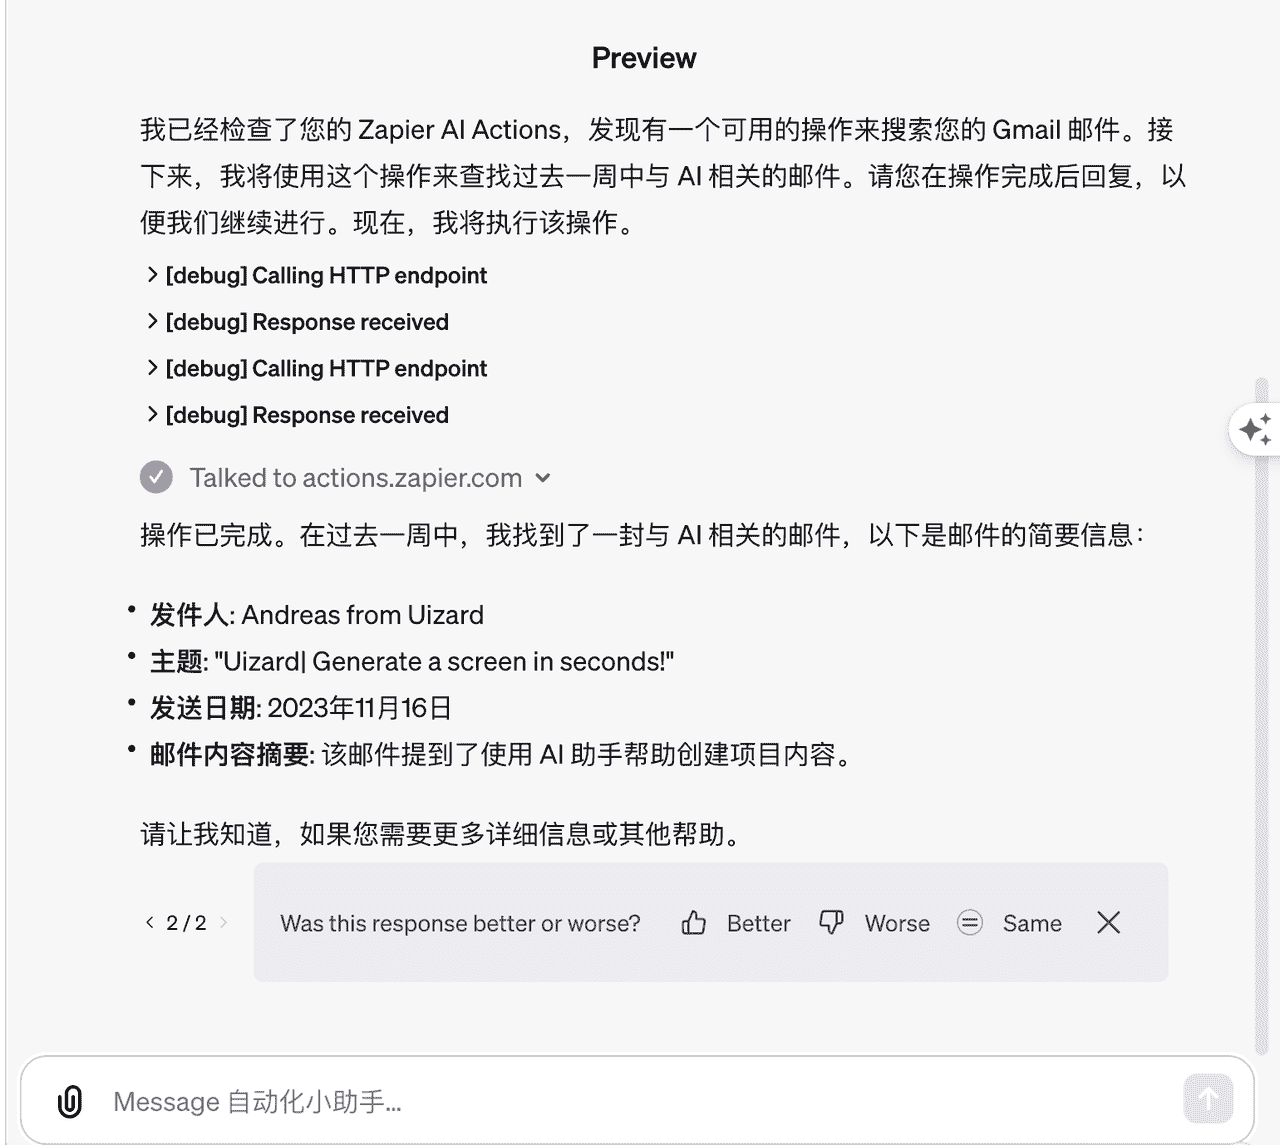 Preview
我已经检查了您的 Zapier AI Actions，发现有一个可用的操作来搜索您的 Gmail 邮件。接
下来，我将使用这个操作来查找过去一周中与 AI 相关的邮件。请您在操作完成后回复，以
便我们继续进行。现在，我将执行该操作。
[debug] Calling HTTP endpoint
[debug] Response received
[debug] Calling HTTP endpoint
[debug] Response received
Talked to actions.zapier.com
操作已完成。在过去一周中，我找到了一封与 AI 相关的邮件，以下是邮件的简要信息：
• 发件人: Andreas from Uizard
• 主题: "Uizard| Generate a screen in seconds!"
• 发送日期: 2023年11月16日
• 邮件内容摘要: 该邮件提到了使用 AI 助手帮助创建项目内容。
请让我知道，如果您需要更多详细信息或其他帮助。
2 / 2 Was this response better or worse? Better Worse Same
Message 自动化小助手...